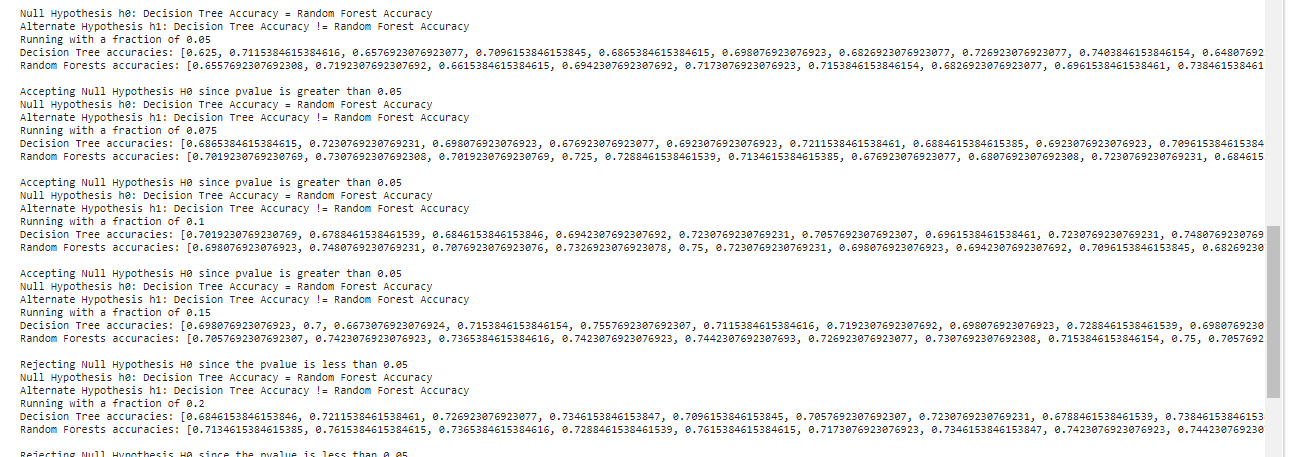 Null Hypothesis h0: Decision Tree Accuracy = Random Forest Accuracy
Alternate Hypothesis h1: Decision Tree Accuracy != Random Forest Accuracy
Running with a fraction of 0.05
Decision Tree accuracies: [0.625, 0.7115384615384616, 0.6576923076923077, 0.7096153846153845, 0.6865384615384615, 0.698076923076923, 0.6826923076923077, 0.726923076923077, 0.7403846153846154, 0.64807692
Random Forests accuracies: [0.6557692307692308, 0.7192307692307692, 0.6615384615384615, 0.6942307692307692, 0.7173076923076923, 0.7153846153846154, 0.6826923076923077, 0.6961538461538461, 0.738461538461
Accepting Null Hypothesis H0 since pvalue is greater than 0.05
Null Hypothesis h0: Decision Tree Accuracy = Random Forest Accuracy
Alternate Hypothesis h1: Decision Tree Accuracy != Random Forest Accuracy
Running with a fraction of 0.075
Decision Tree accuracies: [0.6865384615384615, 0.7230769230769231, 0.698076923076923, 0.676923076923077, 0.6923076923076923, 0.7211538461538461, 0.6884615384615385, 0.6923076923076923, 0.709615384615384
Random Forests accuracies: [0.7019230769230769, 0.7307692307692308, 0.7019230769230769, 0.725, 0.7288461538461539, 0.7134615384615385, 0.676923076923077, 0.6807692307692308, 0.7230769230769231, 0.684615
Accepting Null Hypothesis H0 since pvalue is greater than 0.05
Null Hypothesis h0: Decision Tree Accuracy = Random Forest Accuracy
Alternate Hypothesis h1: Decision Tree Accuracy != Random Forest Accuracy
Running with a fraction of 0.1
Decision Tree accuracies: [0.7019230769230769, 0.6788461538461539, 0.6846153846153846, 0.694230769230769​2, 0.7230769230769231, 0.7057692307692307, 0.6961538461538461, 0.7230769230769231, 0.7480769230769
Random Forests accuracies: [0.698076923076923, 0.7480769230769231, 0.7076923076923076, 0.7326923076923078, 0.75, 0.7230769230769231, 0.698076923076923, 0.6942307692307692, 0.7096153846153845, 0.68269230
Accepting Null Hypothesis H0 since pvalue is greater than 0.05
Null Hypothesis h0: Decision Tree Accuracy = Random Forest Accuracy
Alternate Hypothesis h1: Decision Tree Accuracy != Random Forest Accuracy
Running with a fraction of 0.15
Decision Tree accuracies: [0.698076923076923, 0.7, 0.6673076923076924, 0.7153846153846154, 0.7557692307692307, 0.7115384615384616, 0.7192307692307692, 0.698076923076923, 0.7288461538461539, 0.698076923​0
Random Forests accuracies: [0.7057692307692307, 0.7423076923076923, 0.7365384615384616, 0.7423076923076923, 0.7442307692307693, 0.726923076923077, 0.7307692307692308, 0.7153846153846154, 0.75, 0.7057692
Rejecting Null Hypothesis H0 since the pvalue is less than 0.05
Null Hypothesis h0: Decision Tree Accuracy = Random Forest Accuracy
Alternate Hypothesis h1: Decision Tree Accuracy != Random Forest Accuracy
Running with a fraction of 0.2
Decision Tree accuracies: [0.6846153846153846, 0.7211538461538461, 0.726923076923077, 0.7346153846153847, 0.7096153846153845, 0.7057692307692307, 0.7230769230769231, 0.6788461538461539, 0.73846153846153
Random Forests accuracies: [0.7134615384615385, 0.7615384615384615, 0.7365384615384616, 0.7288461538461539, 0.7615384615384615, 0.7173076923076923, 0.7346153846153847, 0.7423076923076923, 0.744230769230
Rejecting Null Hypothesis H0 since the pvalue is less than 0.05